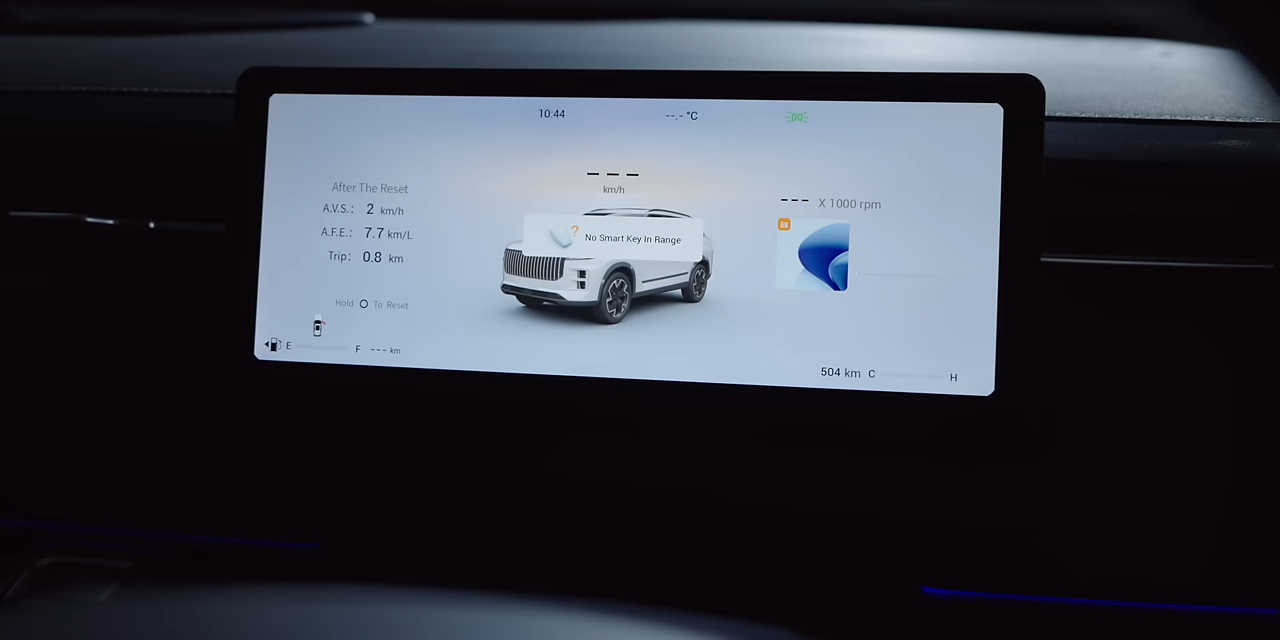 10:44
--.- °C
After The Reset
A.V.S.: 2 km/h
A.F.E.: 7.7 km/L
Trip: 0.8 km
Hold O To Reset
E F --- km
---
km/h
? No Smart Key In Range
--- X 1000 rpm
504 km C H